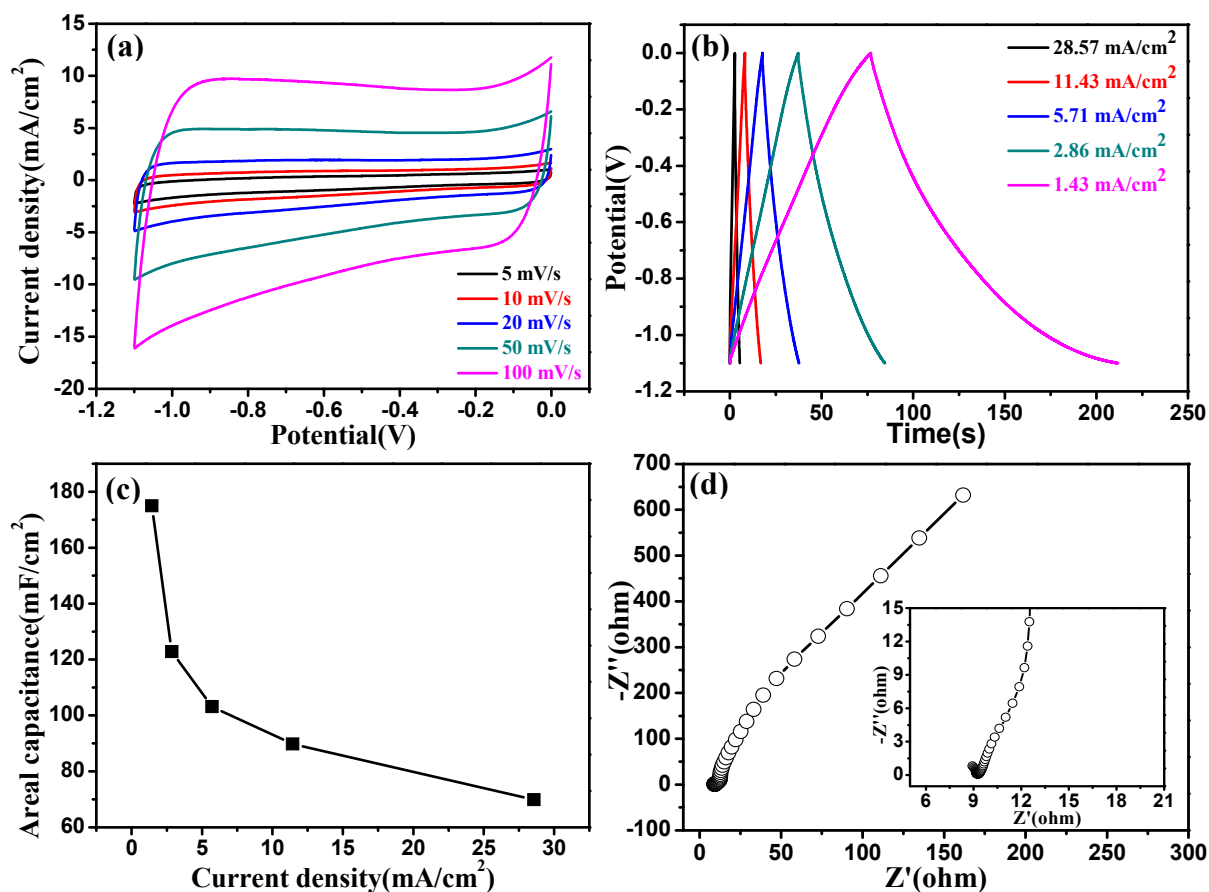 (a)
15
10
5
0
-5
-10
-15
-20
-1.2 -1.0 -0.8 -0.6 -0.4 -0.2 0.0
Current density(mA/cm²)
Potential(V)
5 mV/s
10 mV/s
20 mV/s
50 mV/s
100 mV/s
(b)
0.0
-0.2
-0.4
-0.6
-0.8
-1.0
-1.2
0 50 100 150 200 250
Potential(V)
Time(s)
28.57 mA/cm²
11.43 mA/cm²
5.71 mA/cm²
2.86 mA/cm²
1.43 mA/cm²
(c)
180
160
140
120
100
80
60
0 5 10 15 20 25 30
Areal capacitance(mF/cm²)
Current density(mA/cm²)
(d)
700
600
500
400
300
200
100
0
-100
0 50 100 150 200 250 300
-Z''(ohm)
Z'(ohm)
15
12
9
6
3
0
6 9 12 15 18 21
-Z''(ohm)
Z'(ohm)